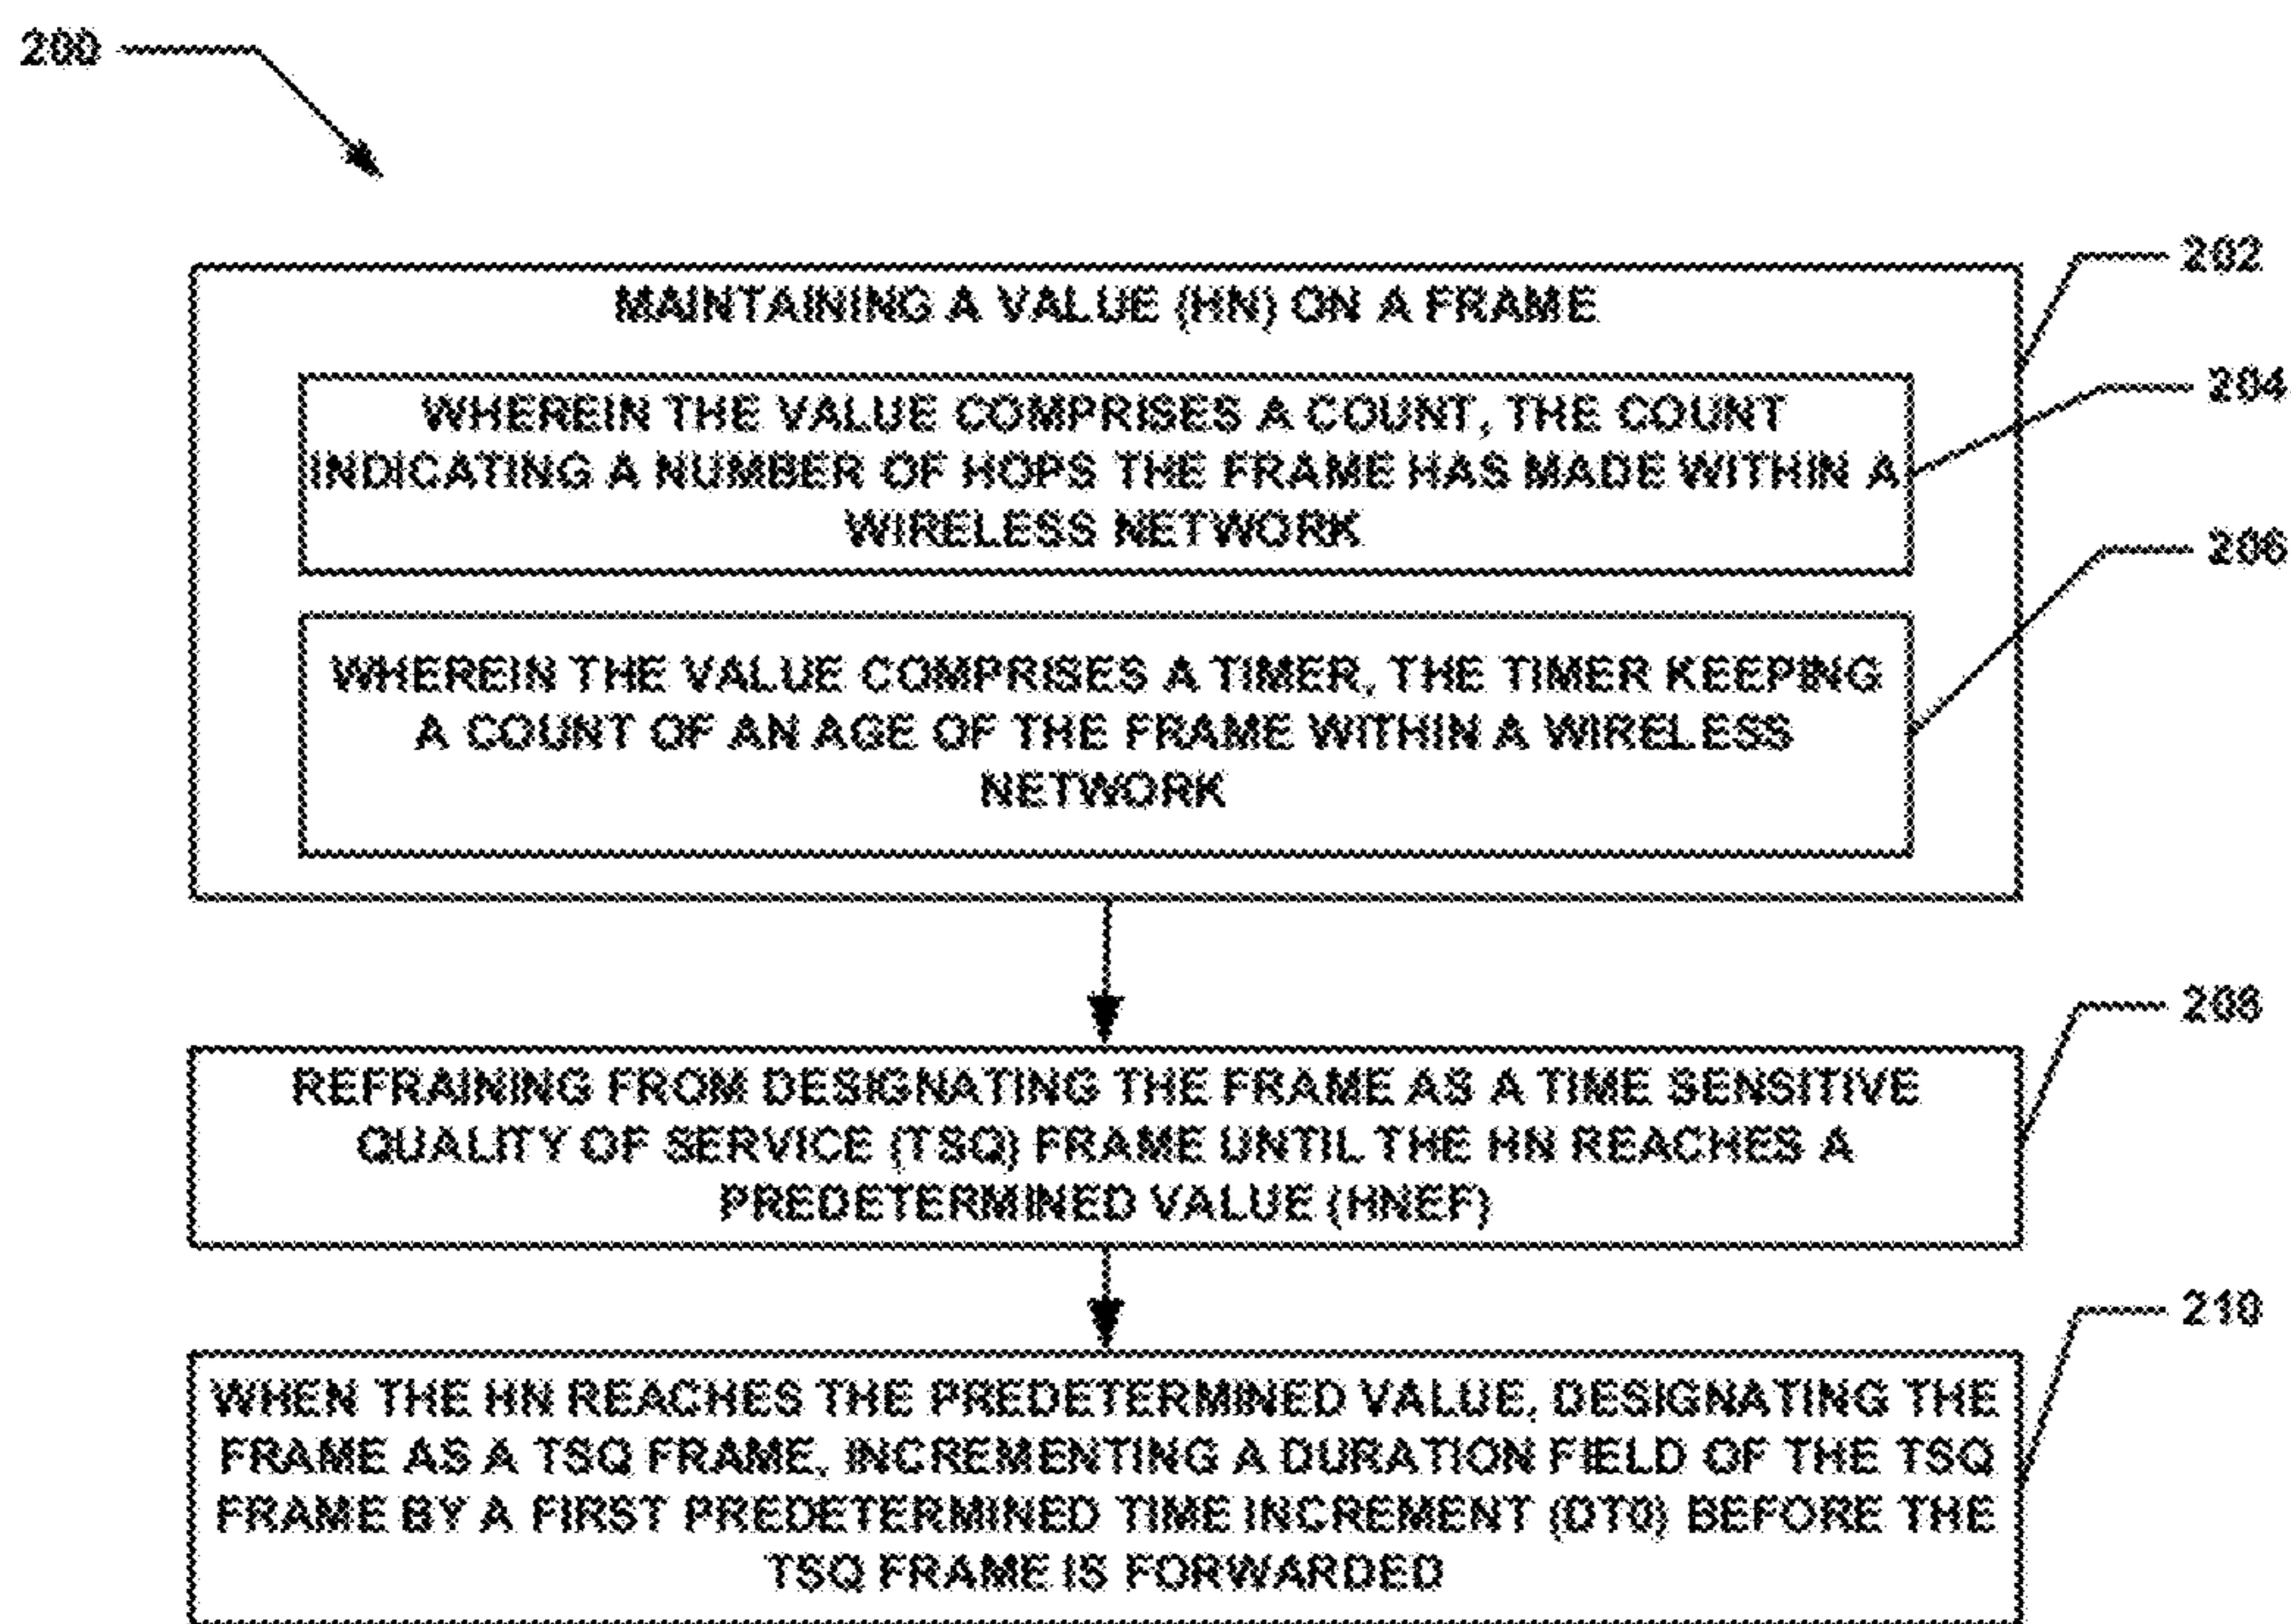 200
202
MAINTAINING A VALUE (HN) ON A FRAME
204
WHEREIN THE VALUE COMPRISES A COUNT, THE COUNT
INDICATING A NUMBER OF HOPS THE FRAME HAS MADE WITHIN A
WIRELESS NETWORK
206
WHEREIN THE VALUE COMPRISES A TIMER, THE TIMER KEEPING
A COUNT OF AN AGE OF THE FRAME WITHIN A WIRELESS
NETWORK
208
REFRAINING FROM DESIGNATING THE FRAME AS A TIME SENSITIVE
QUALITY OF SERVICE (TSQ) FRAME UNTIL THE HN REACHES A
PREDETERMINED VALUE (HNEF)
210
WHEN THE HN REACHES THE PREDETERMINED VALUE, DESIGNATING THE
FRAME AS A TSQ FRAME, INCREMENTING A DURATION FIELD OF THE TSQ
FRAME BY A FIRST PREDETERMINED TIME INCREMENT (DT0) BEFORE THE
TSQ FRAME IS FORWARDED